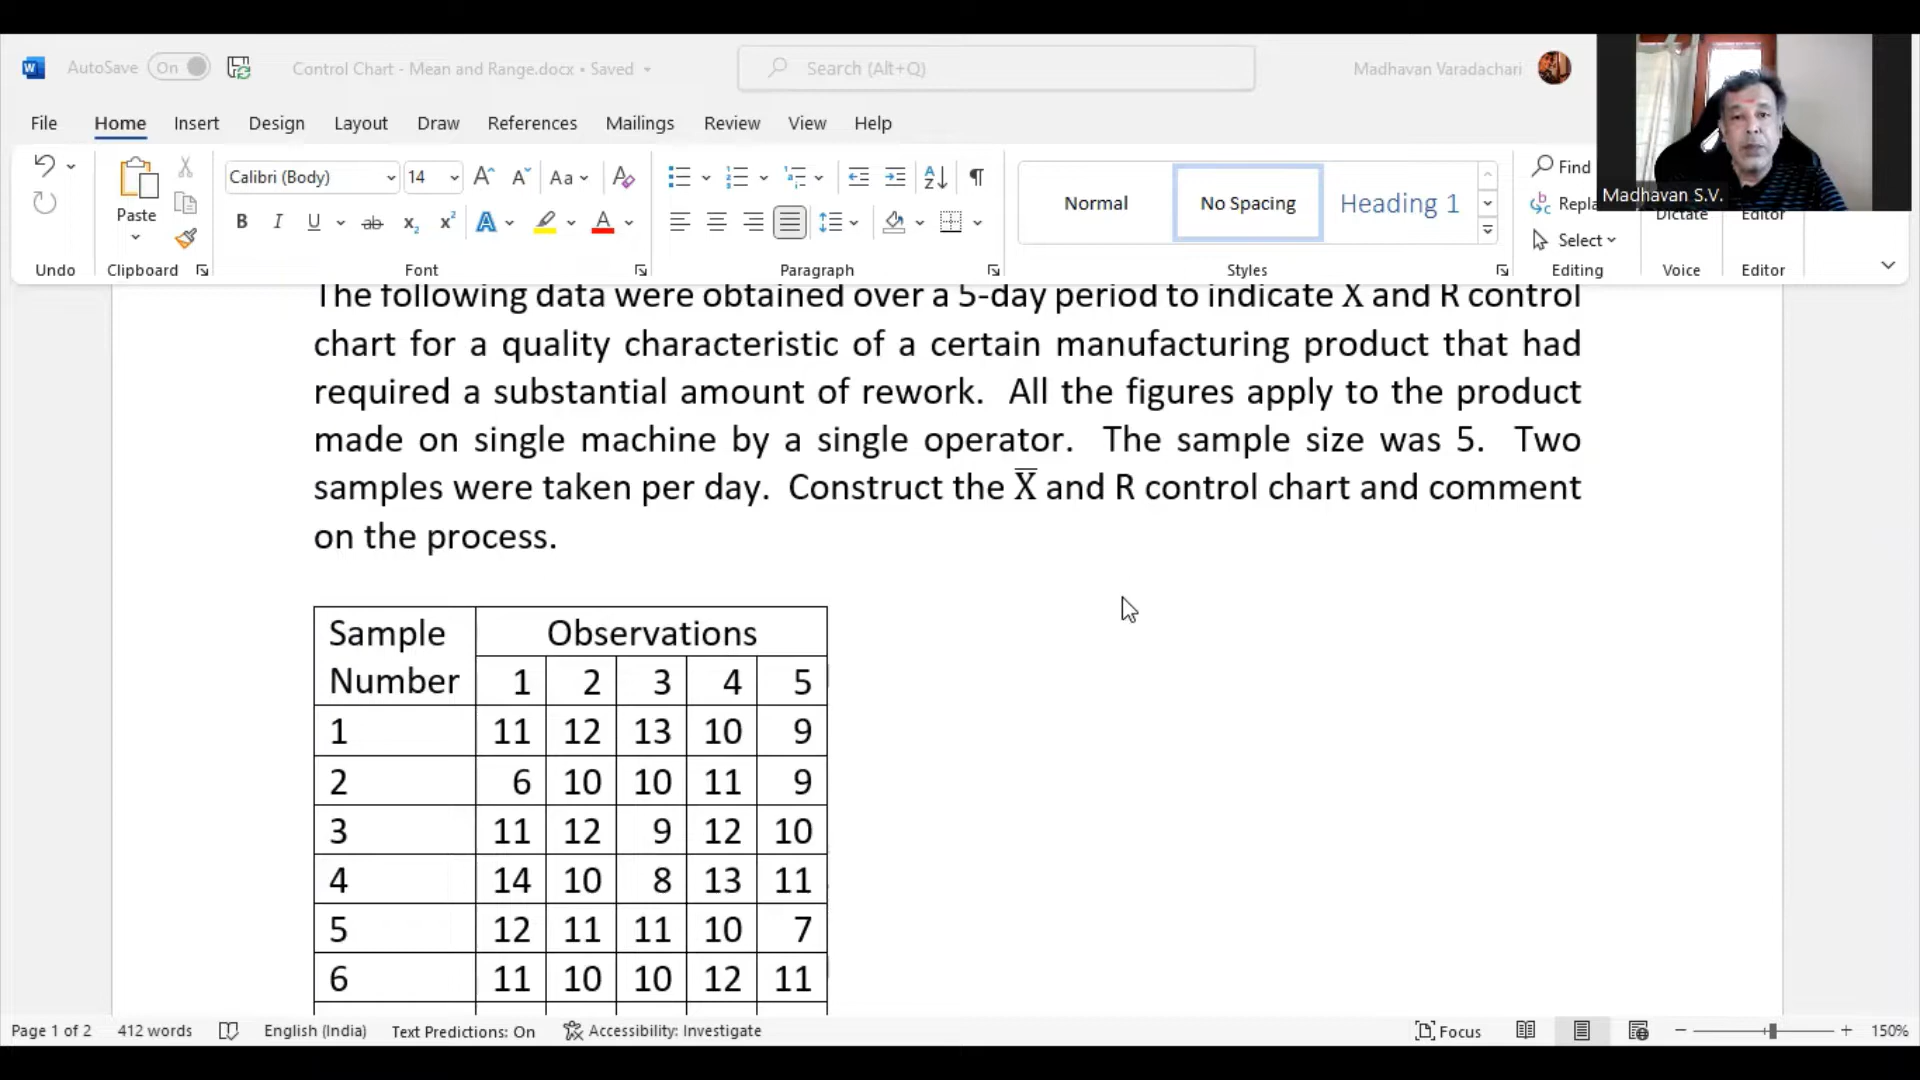 AutoSave On
Control Chart - Mean and Range.docx • Saved
Search (Alt+Q)
Madhavan Varadachari
File Home Insert Design Layout Draw References Mailings Review View Help
Calibri (Body) 14
Paste
Normal
No Spacing
Heading 1
Find
Repla
Select
Madhavan S.V.
Dictate
Editor
Undo Clipboard Font Paragraph Styles Editing Voice Editor
The following data were obtained over a 5-day period to indicate X and R control
chart for a quality characteristic of a certain manufacturing product that had
required a substantial amount of rework. All the figures apply to the product
made on single machine by a single operator. The sample size was 5. Two
samples were taken per day. Construct the X̅ and R control chart and comment
on the process.
Sample Number Observations
1 2 3 4 5
1 11 12 13 10 9
2 6 10 10 11 9
3 11 12 9 12 10
4 14 10 8 13 11
5 12 11 11 10 7
6 11 10 10 12 11
Page 1 of 2 412 words English (India) Text Predictions: On Accessibility: Investigate Focus 150%